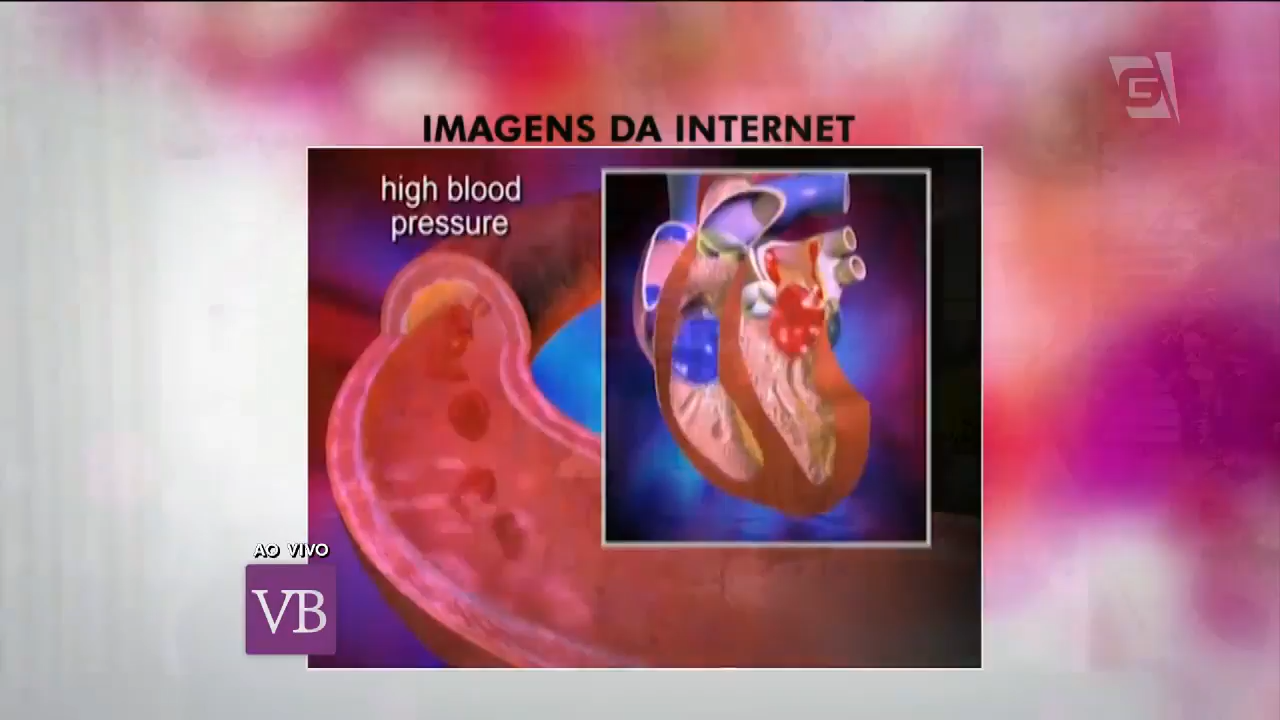 IMAGENS DA INTERNET
high blood
pressure
AO VIVO
VB